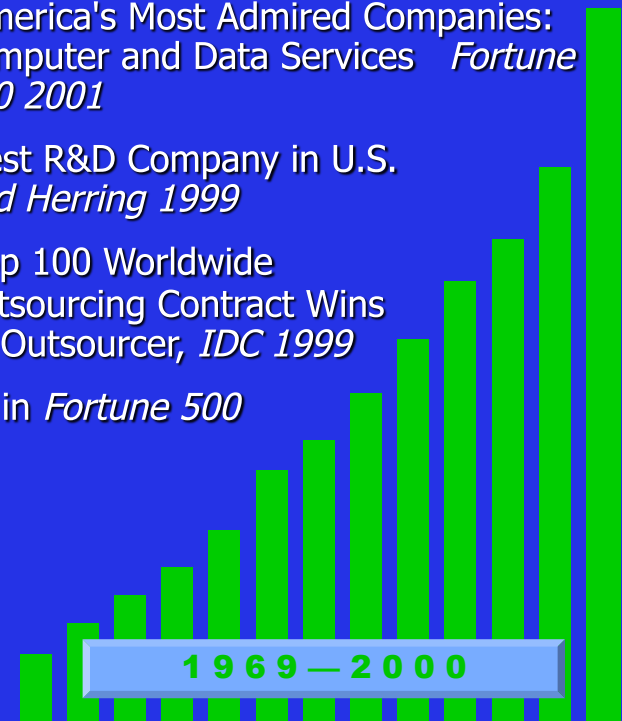 merica's Most Admired Companies:
mputer and Data Services Fortune
0 2001
est R&D Company in U.S.
d Herring 1999
p 100 Worldwide
tsourcing Contract Wins
Outsourcer, IDC 1999
in Fortune 500
1969—2000